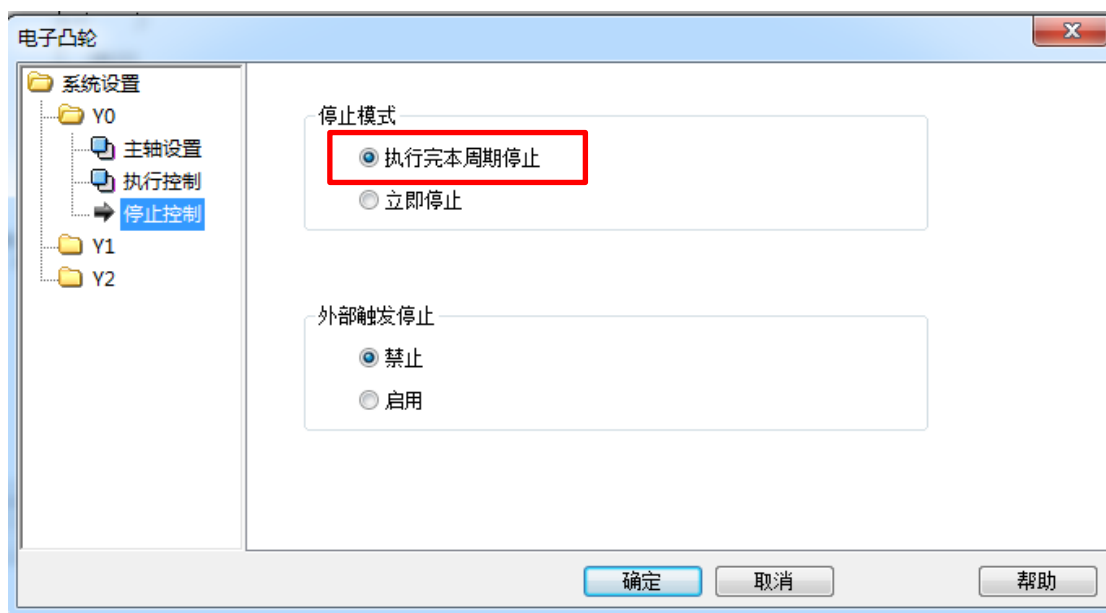 电子凸轮
系统设置
Y0
主轴设置
执行控制
停止控制
Y1
Y2
停止模式
执行完本周期停止
立即停止
外部触发停止
禁止
启用
确定
取消
帮助